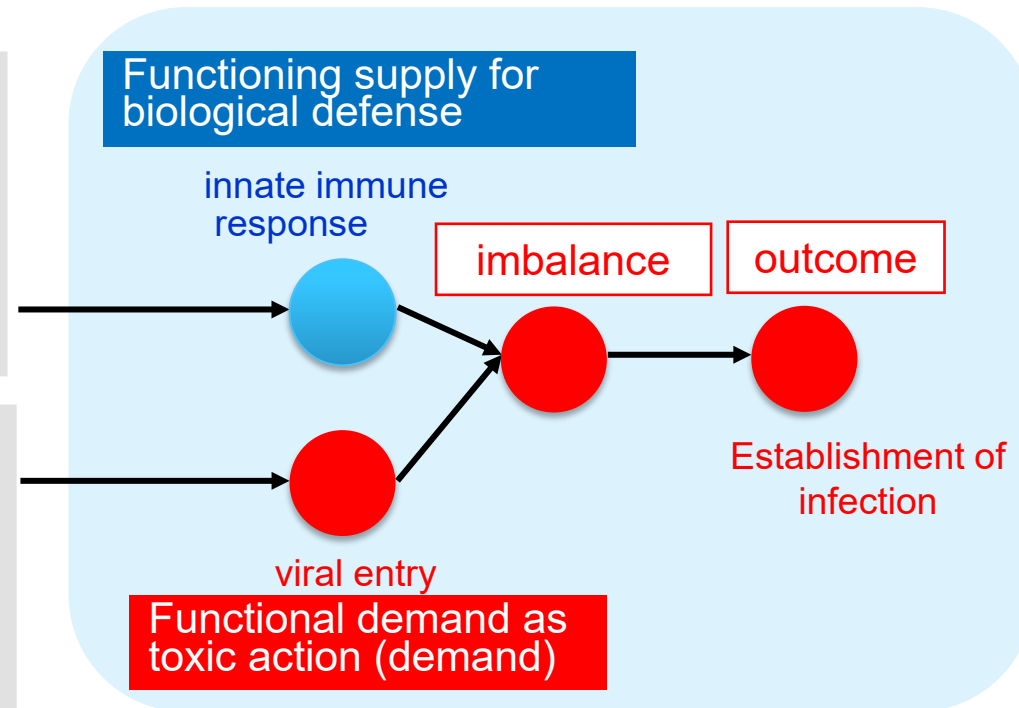 Functioning supply for
biological defense
innate immune
response
imbalance
outcome
Establishment of
infection
viral entry
Functional demand as
toxic action (demand)